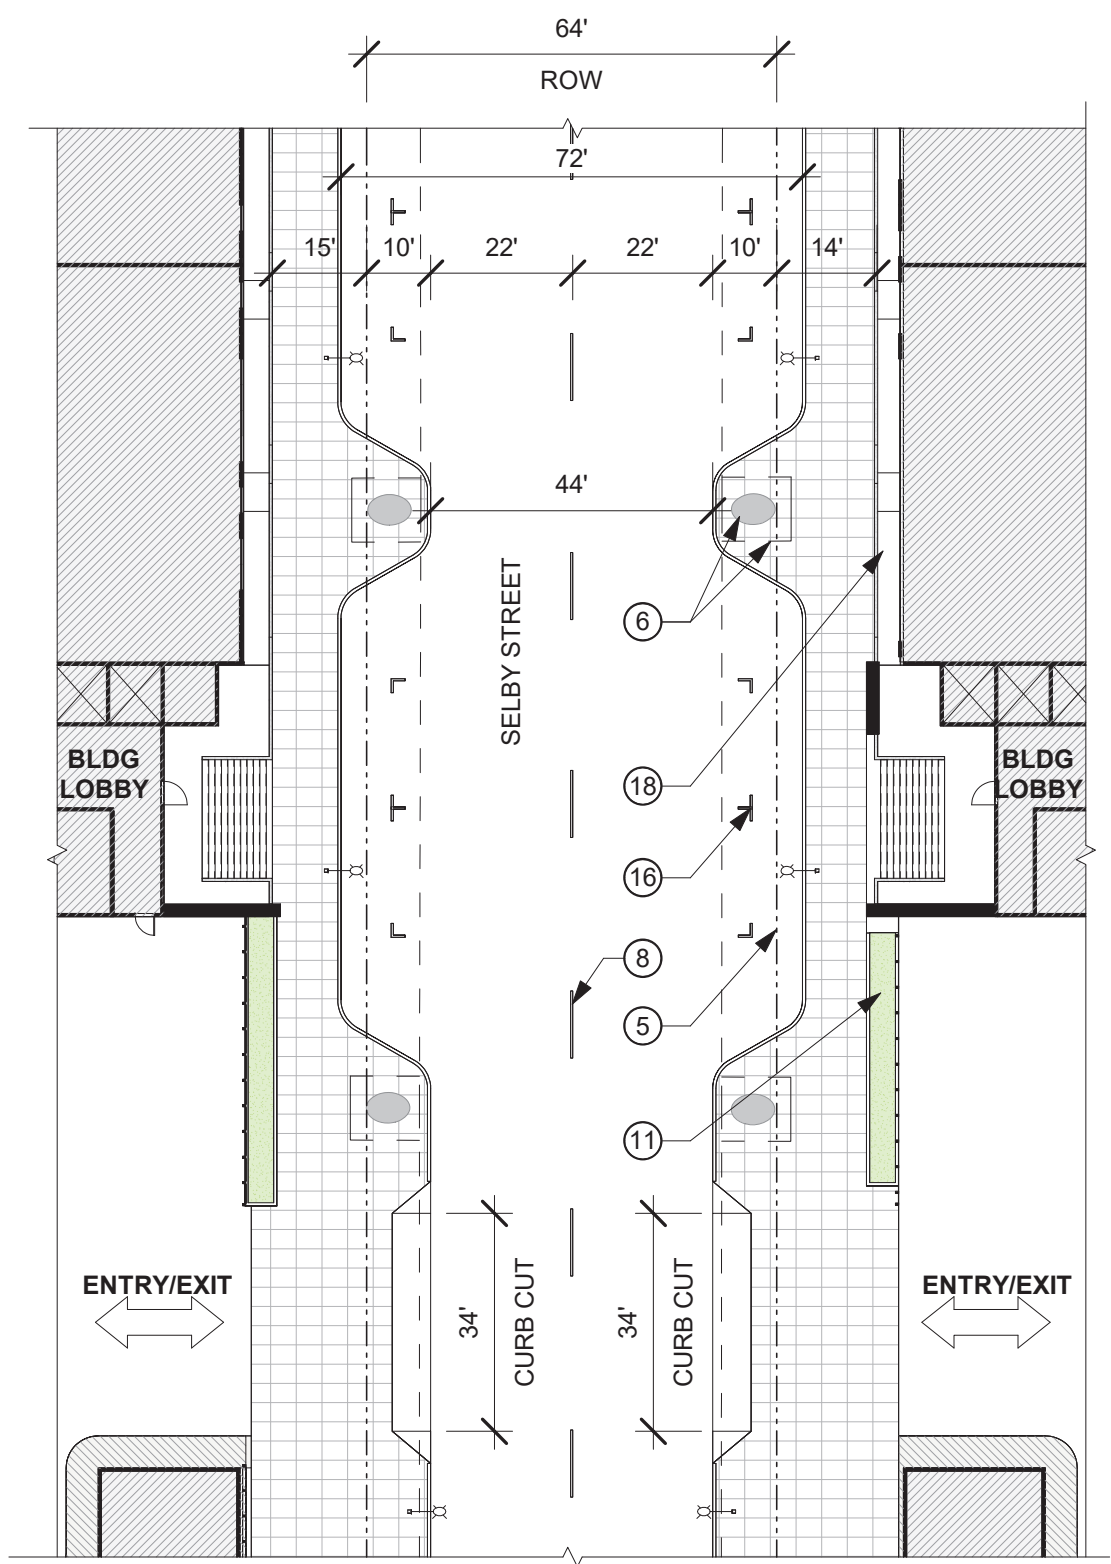 64'
ROW
72'
15'
10'
22'
22'
10'
14'
44'
SELBY STREET
6
BLDG
LOBBY
18
BLDG
LOBBY
16
8
5
11
ENTRY/EXIT
34'
CURB CUT
34'
CURB CUT
ENTRY/EXIT